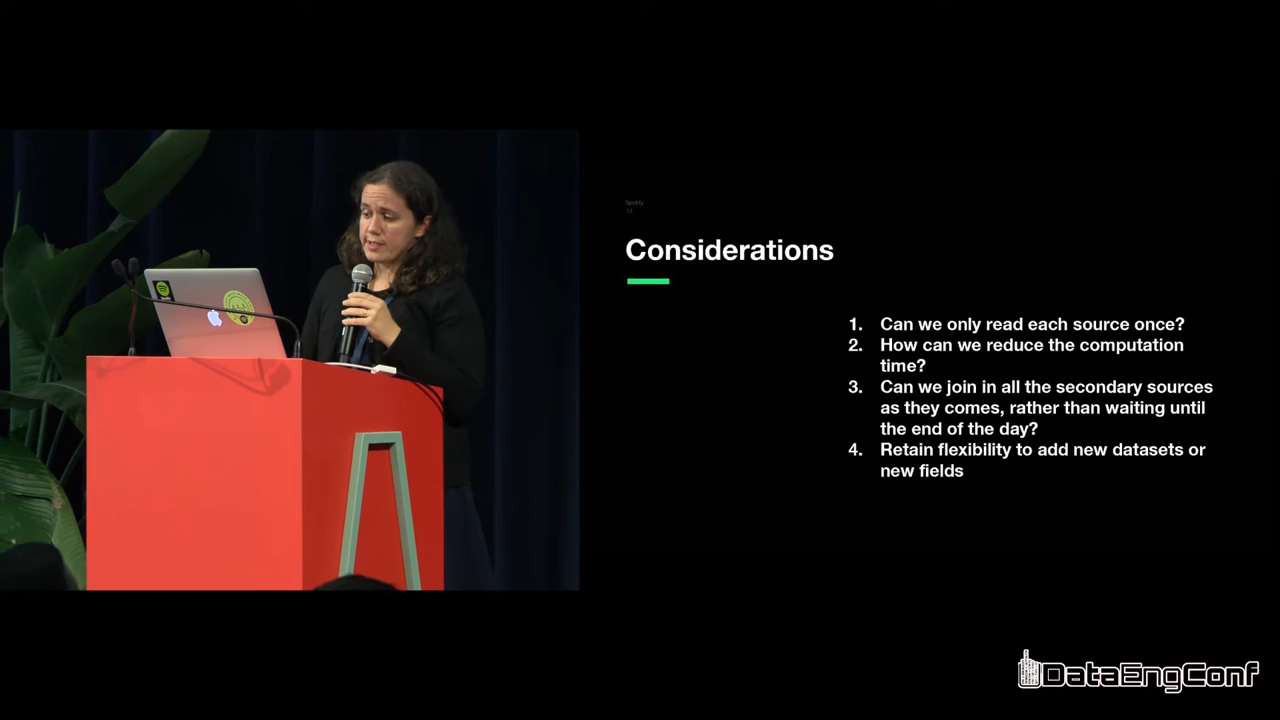 Spotify
17
Considerations
1. Can we only read each source once?
2. How can we reduce the computation
time?
3. Can we join in all the secondary sources
as they comes, rather than waiting until
the end of the day?
4. Retain flexibility to add new datasets or
new fields
DataEngConf